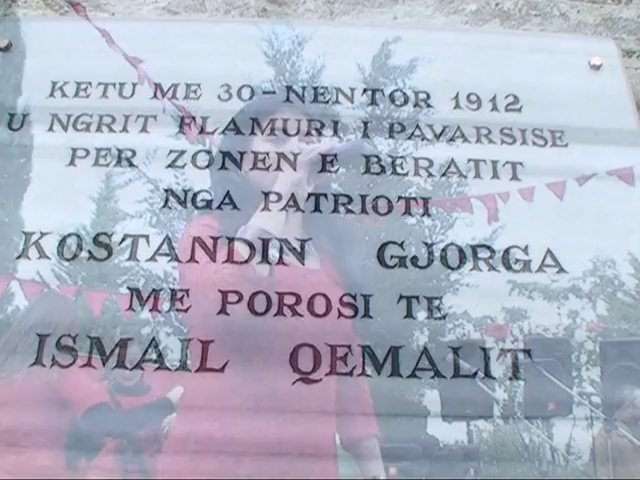 KETU ME 30-NENTOR 1912
U NGRIT FLAMURI I PAVARSISE
PER ZONEN E BERATIT
NGA PATRIOTI
KOSTANDIN GJORGA
ME POROSI TE
ISMAIL QEMALIT